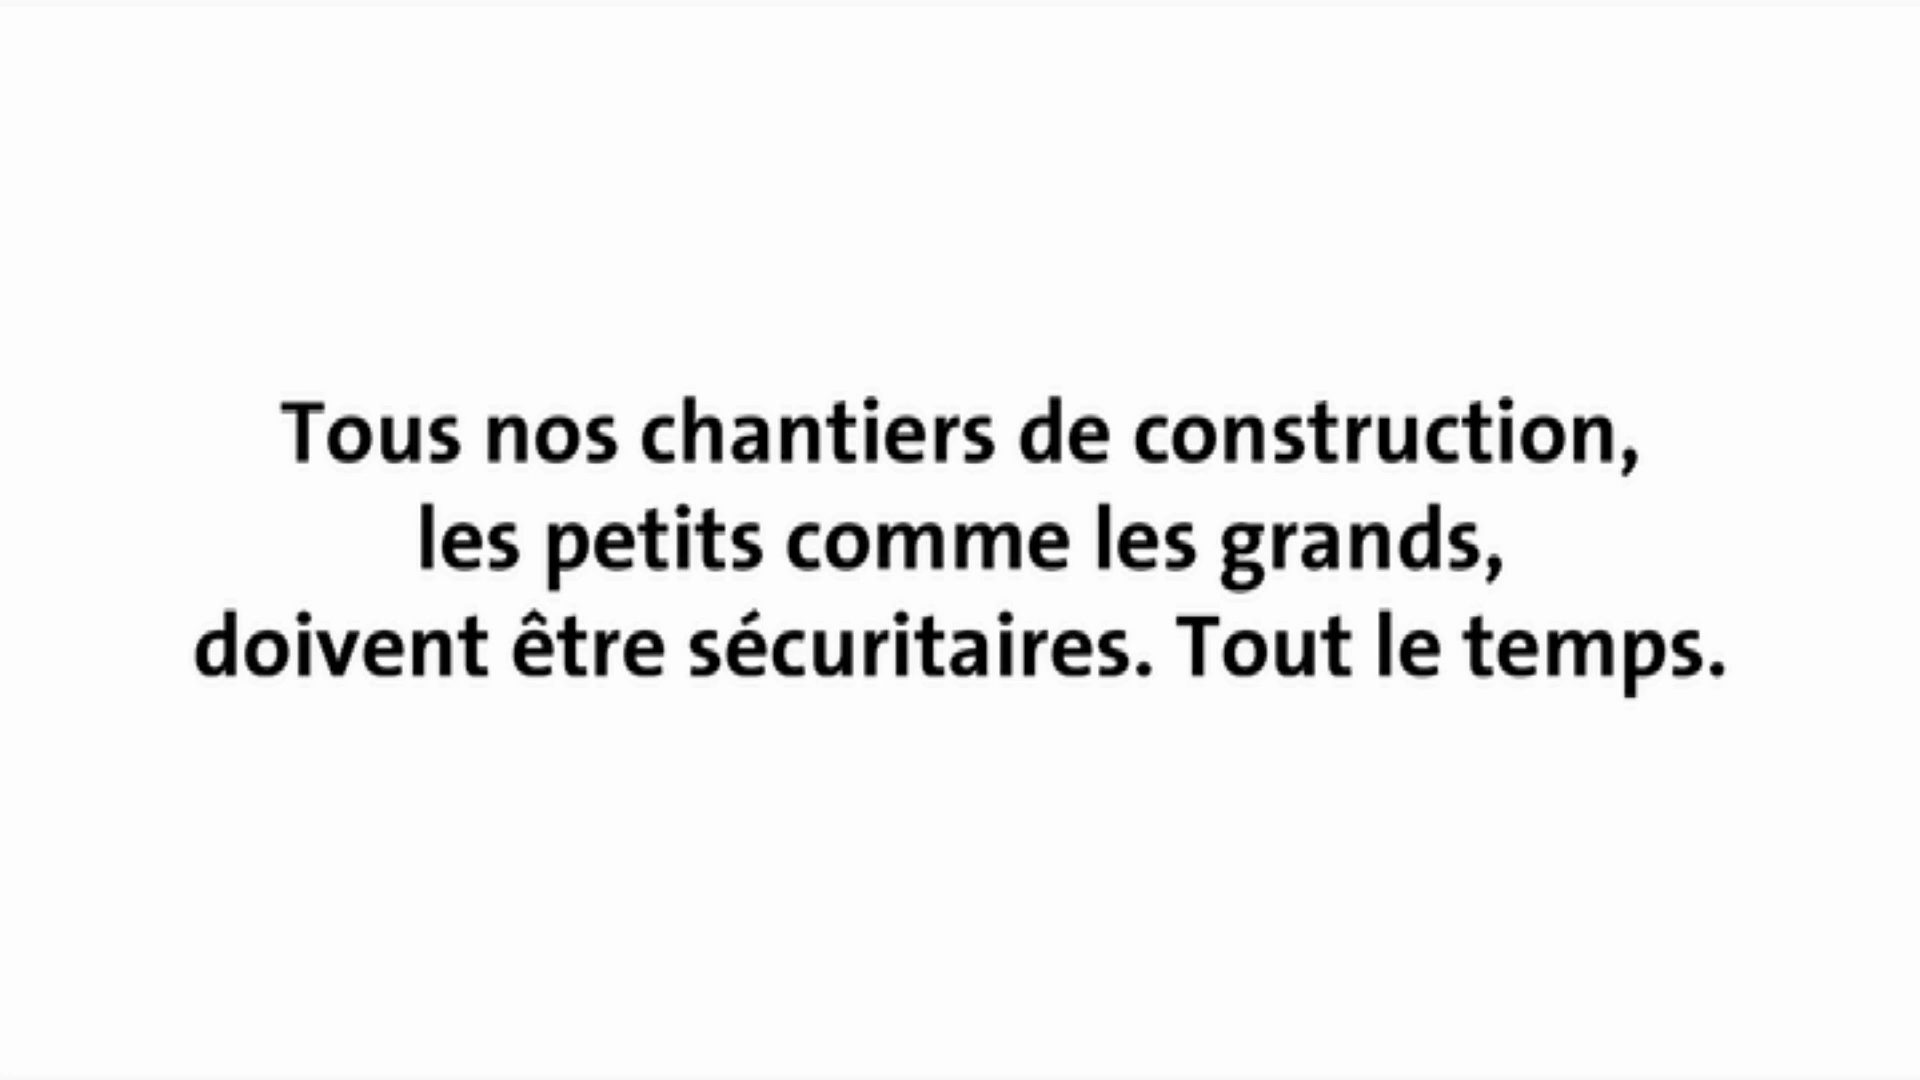 Tous nos chantiers de construction,
les petits comme les grands,
doivent être sécuritaires. Tout le temps.